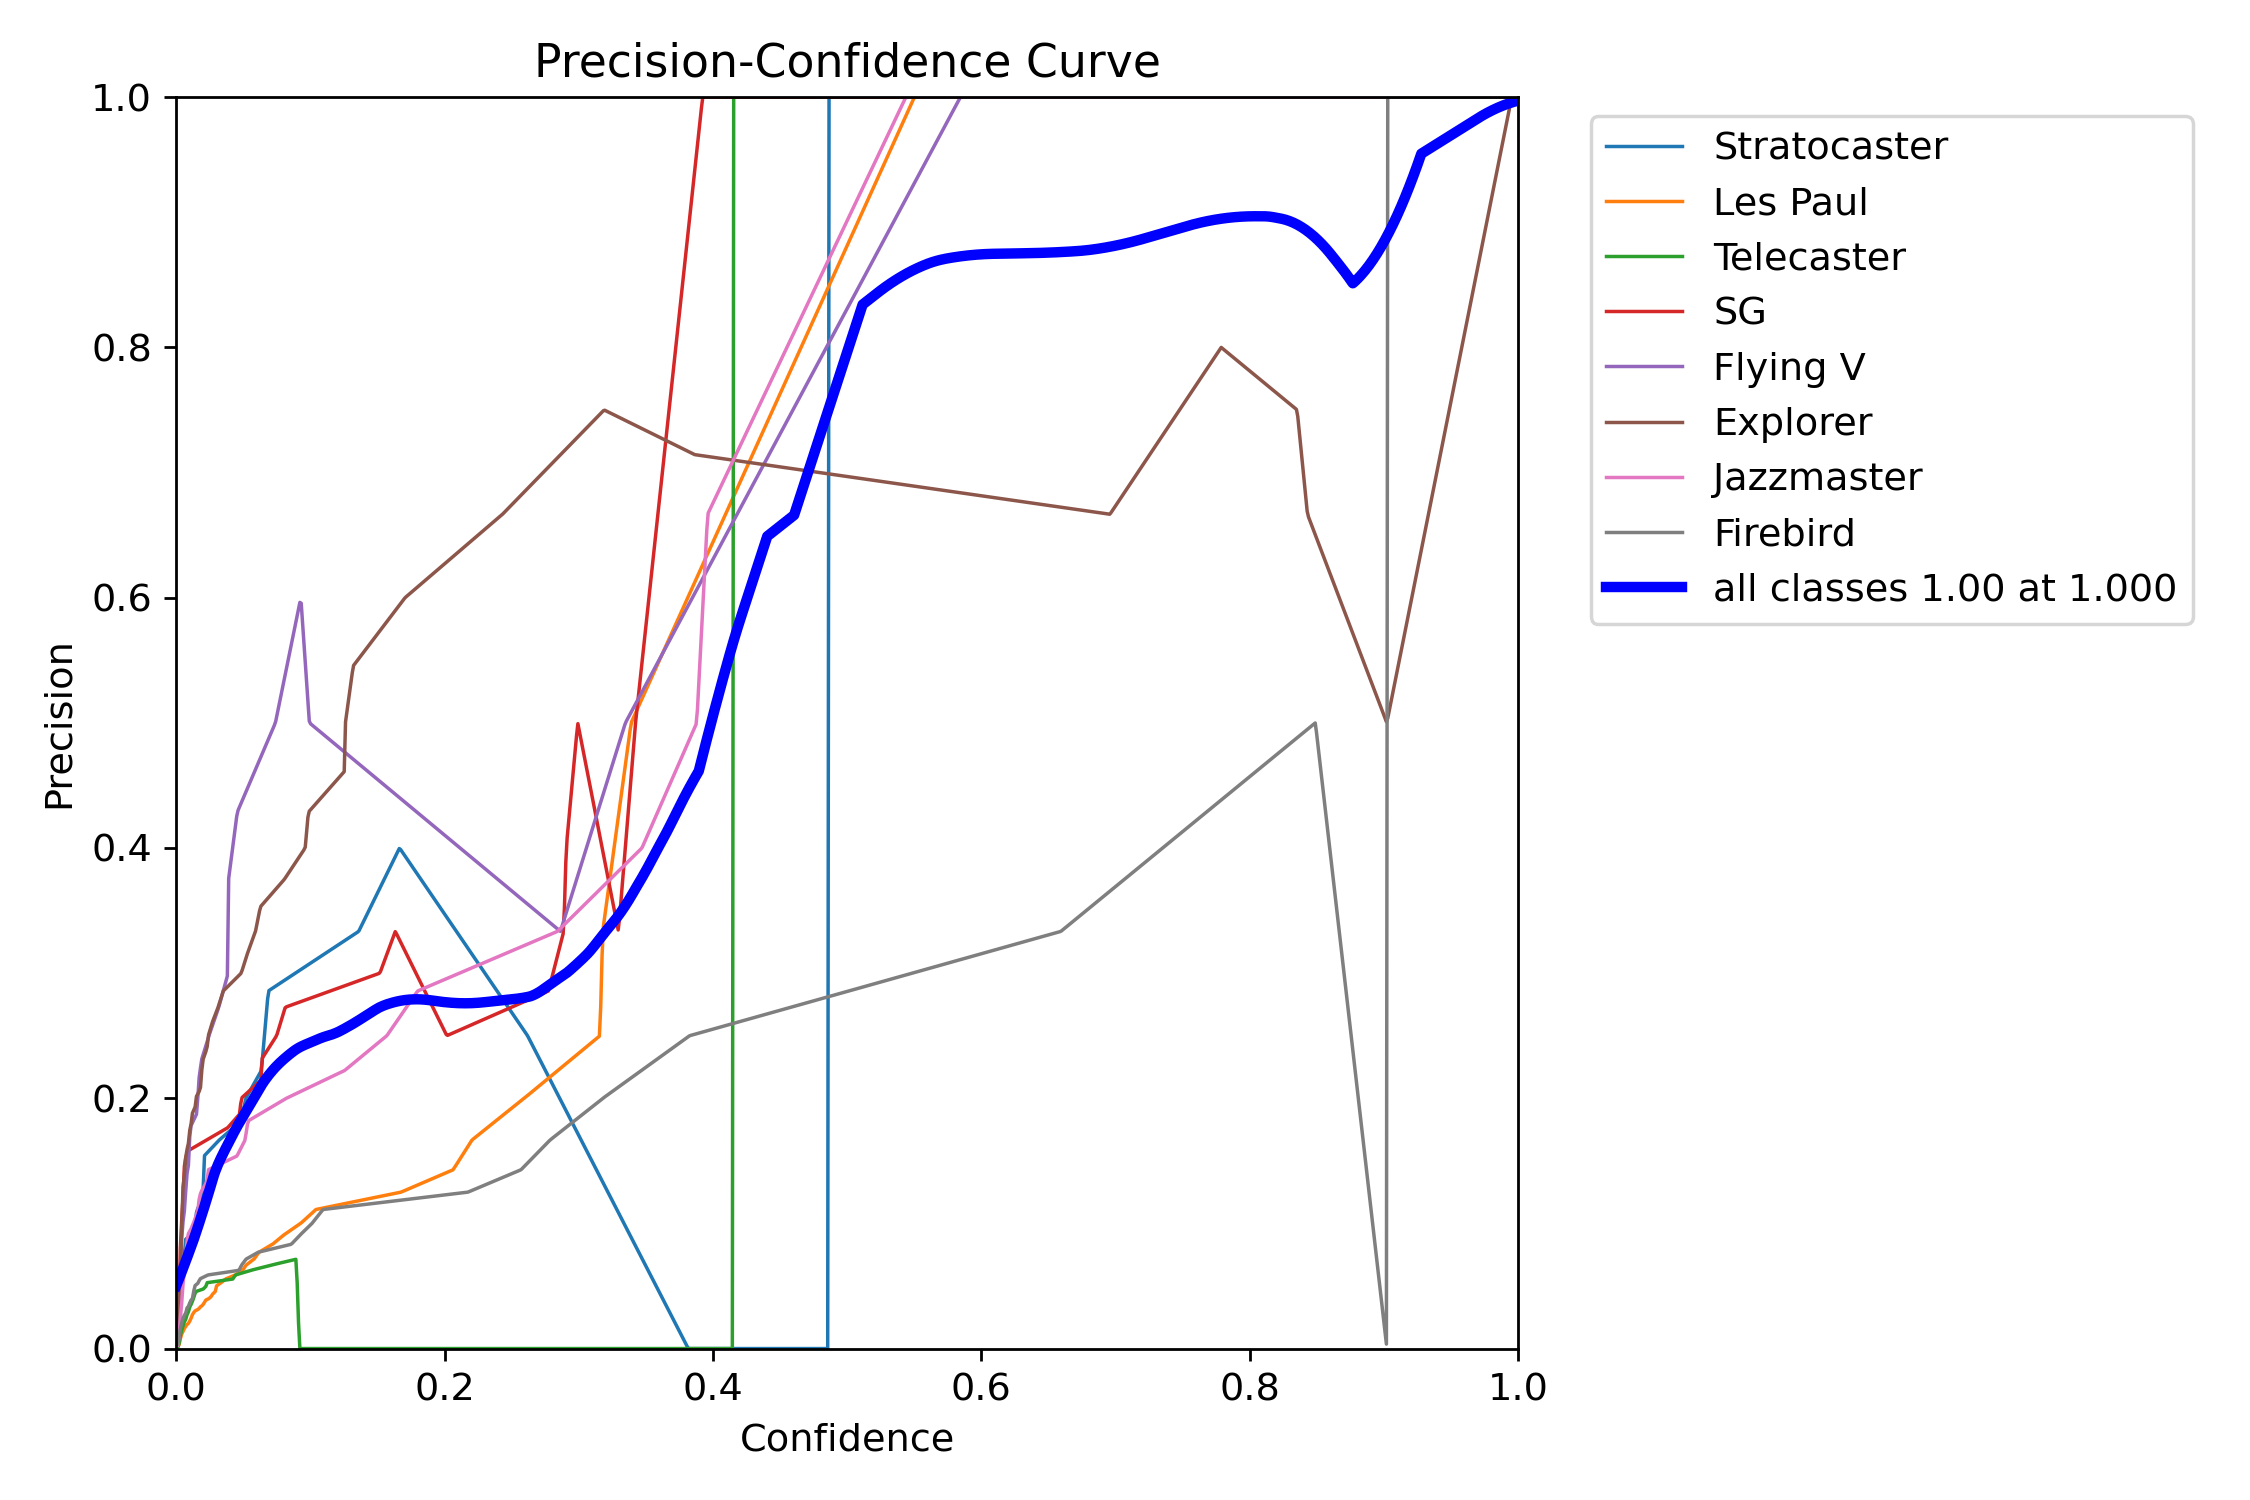 Precision-Confidence Curve
1.0
0.8
0.6
0.4
0.2
0.0
Precision
0.0 0.2 0.4 0.6 0.8 1.0
Confidence
Stratocaster
Les Paul
Telecaster
SG
Flying V
Explorer
Jazzmaster
Firebird
all classes 1.00 at 1.000